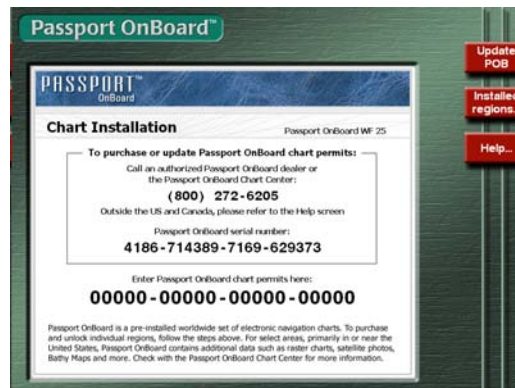 Passport OnBoard™
Update
POB
Installed
regions...
Help...
PASSPORT™
OnBoard
Chart Installation
Passport OnBoard WF 25
To purchase or update Passport OnBoard chart permits:
Call an authorized Passport OnBoard dealer or
the Passport OnBoard Chart Center:
(800) 272-6205
Outside the US and Canada, please refer to the Help screen
Passport OnBoard serial number:
4186-714389-7169-629373
Enter Passport OnBoard chart permits here:
00000-00000-00000-00000
Passport OnBoard is a pre-installed worldwide set of electronic navigation charts. To purchase
and unlock individual regions, follow the steps above. For select areas, primarily in or near the
United States, Passport OnBoard contains additional data such as raster charts, satellite photos,
Bathy Maps and more. Check with the Passport OnBoard Chart Center for more information.